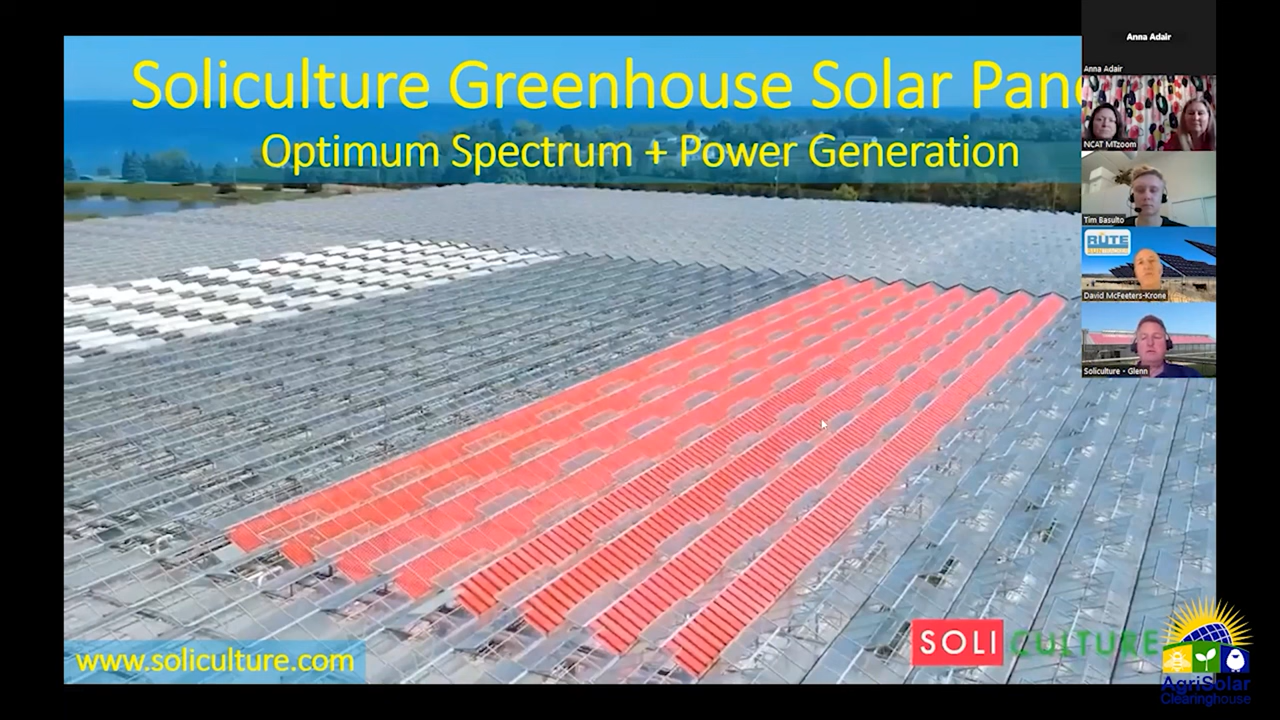 Soliculture Greenhouse Solar Pane
Optimum Spectrum + Power Generation
Anna Adair
Anna Adair
NCAT MTzoom
Tim Basulto
RUTE
David McFeeters-Krone
Soliculture - Glenn
www.soliculture.com
SOLICULTURE
AgriSolar
Clearinghouse